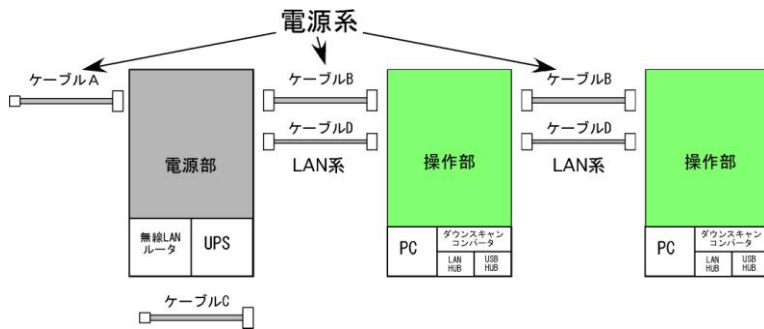 電源系
ケーブルA
ケーブルB
ケーブルB
ケーブルD
ケーブルD
LAN系
LAN系
電源部
操作部
操作部
無線LAN
ルータ
UPS
PC
ダウンスキャン
コンバータ
LAN
HUB
USB
HUB
PC
ダウンスキャン
コンバータ
LAN
HUB
USB
HUB
ケーブルC